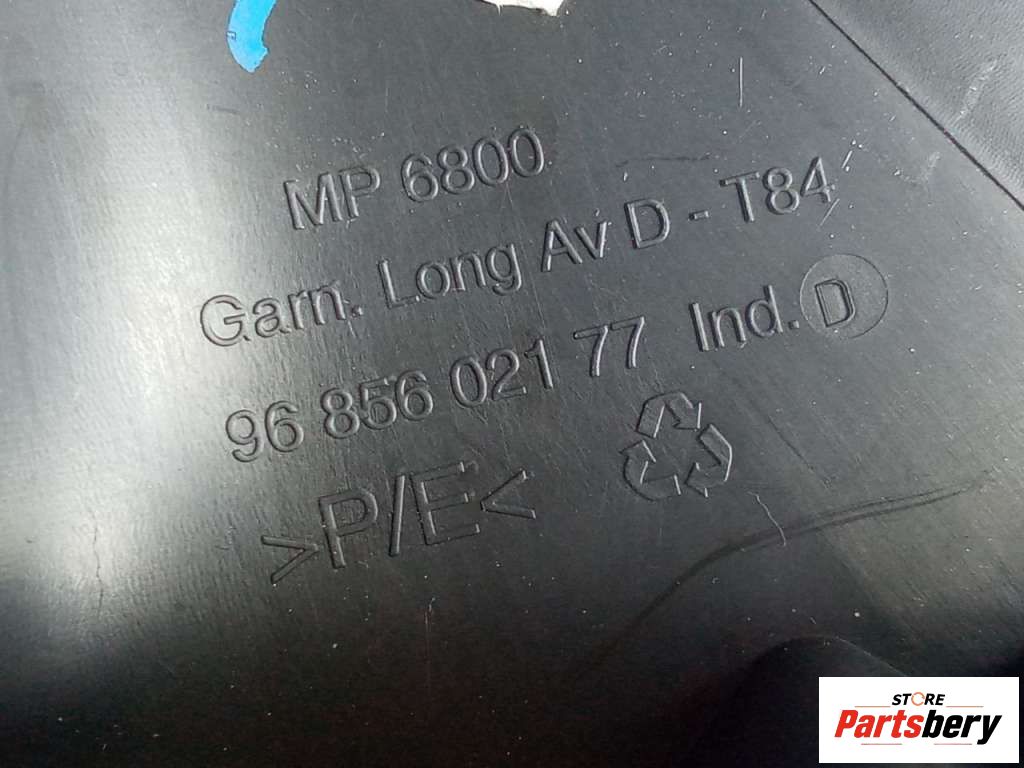 MP 6800
Garn. Long Av D - T84
96 856 021 77 Ind. D
>P/E<
STORE
Partsbery